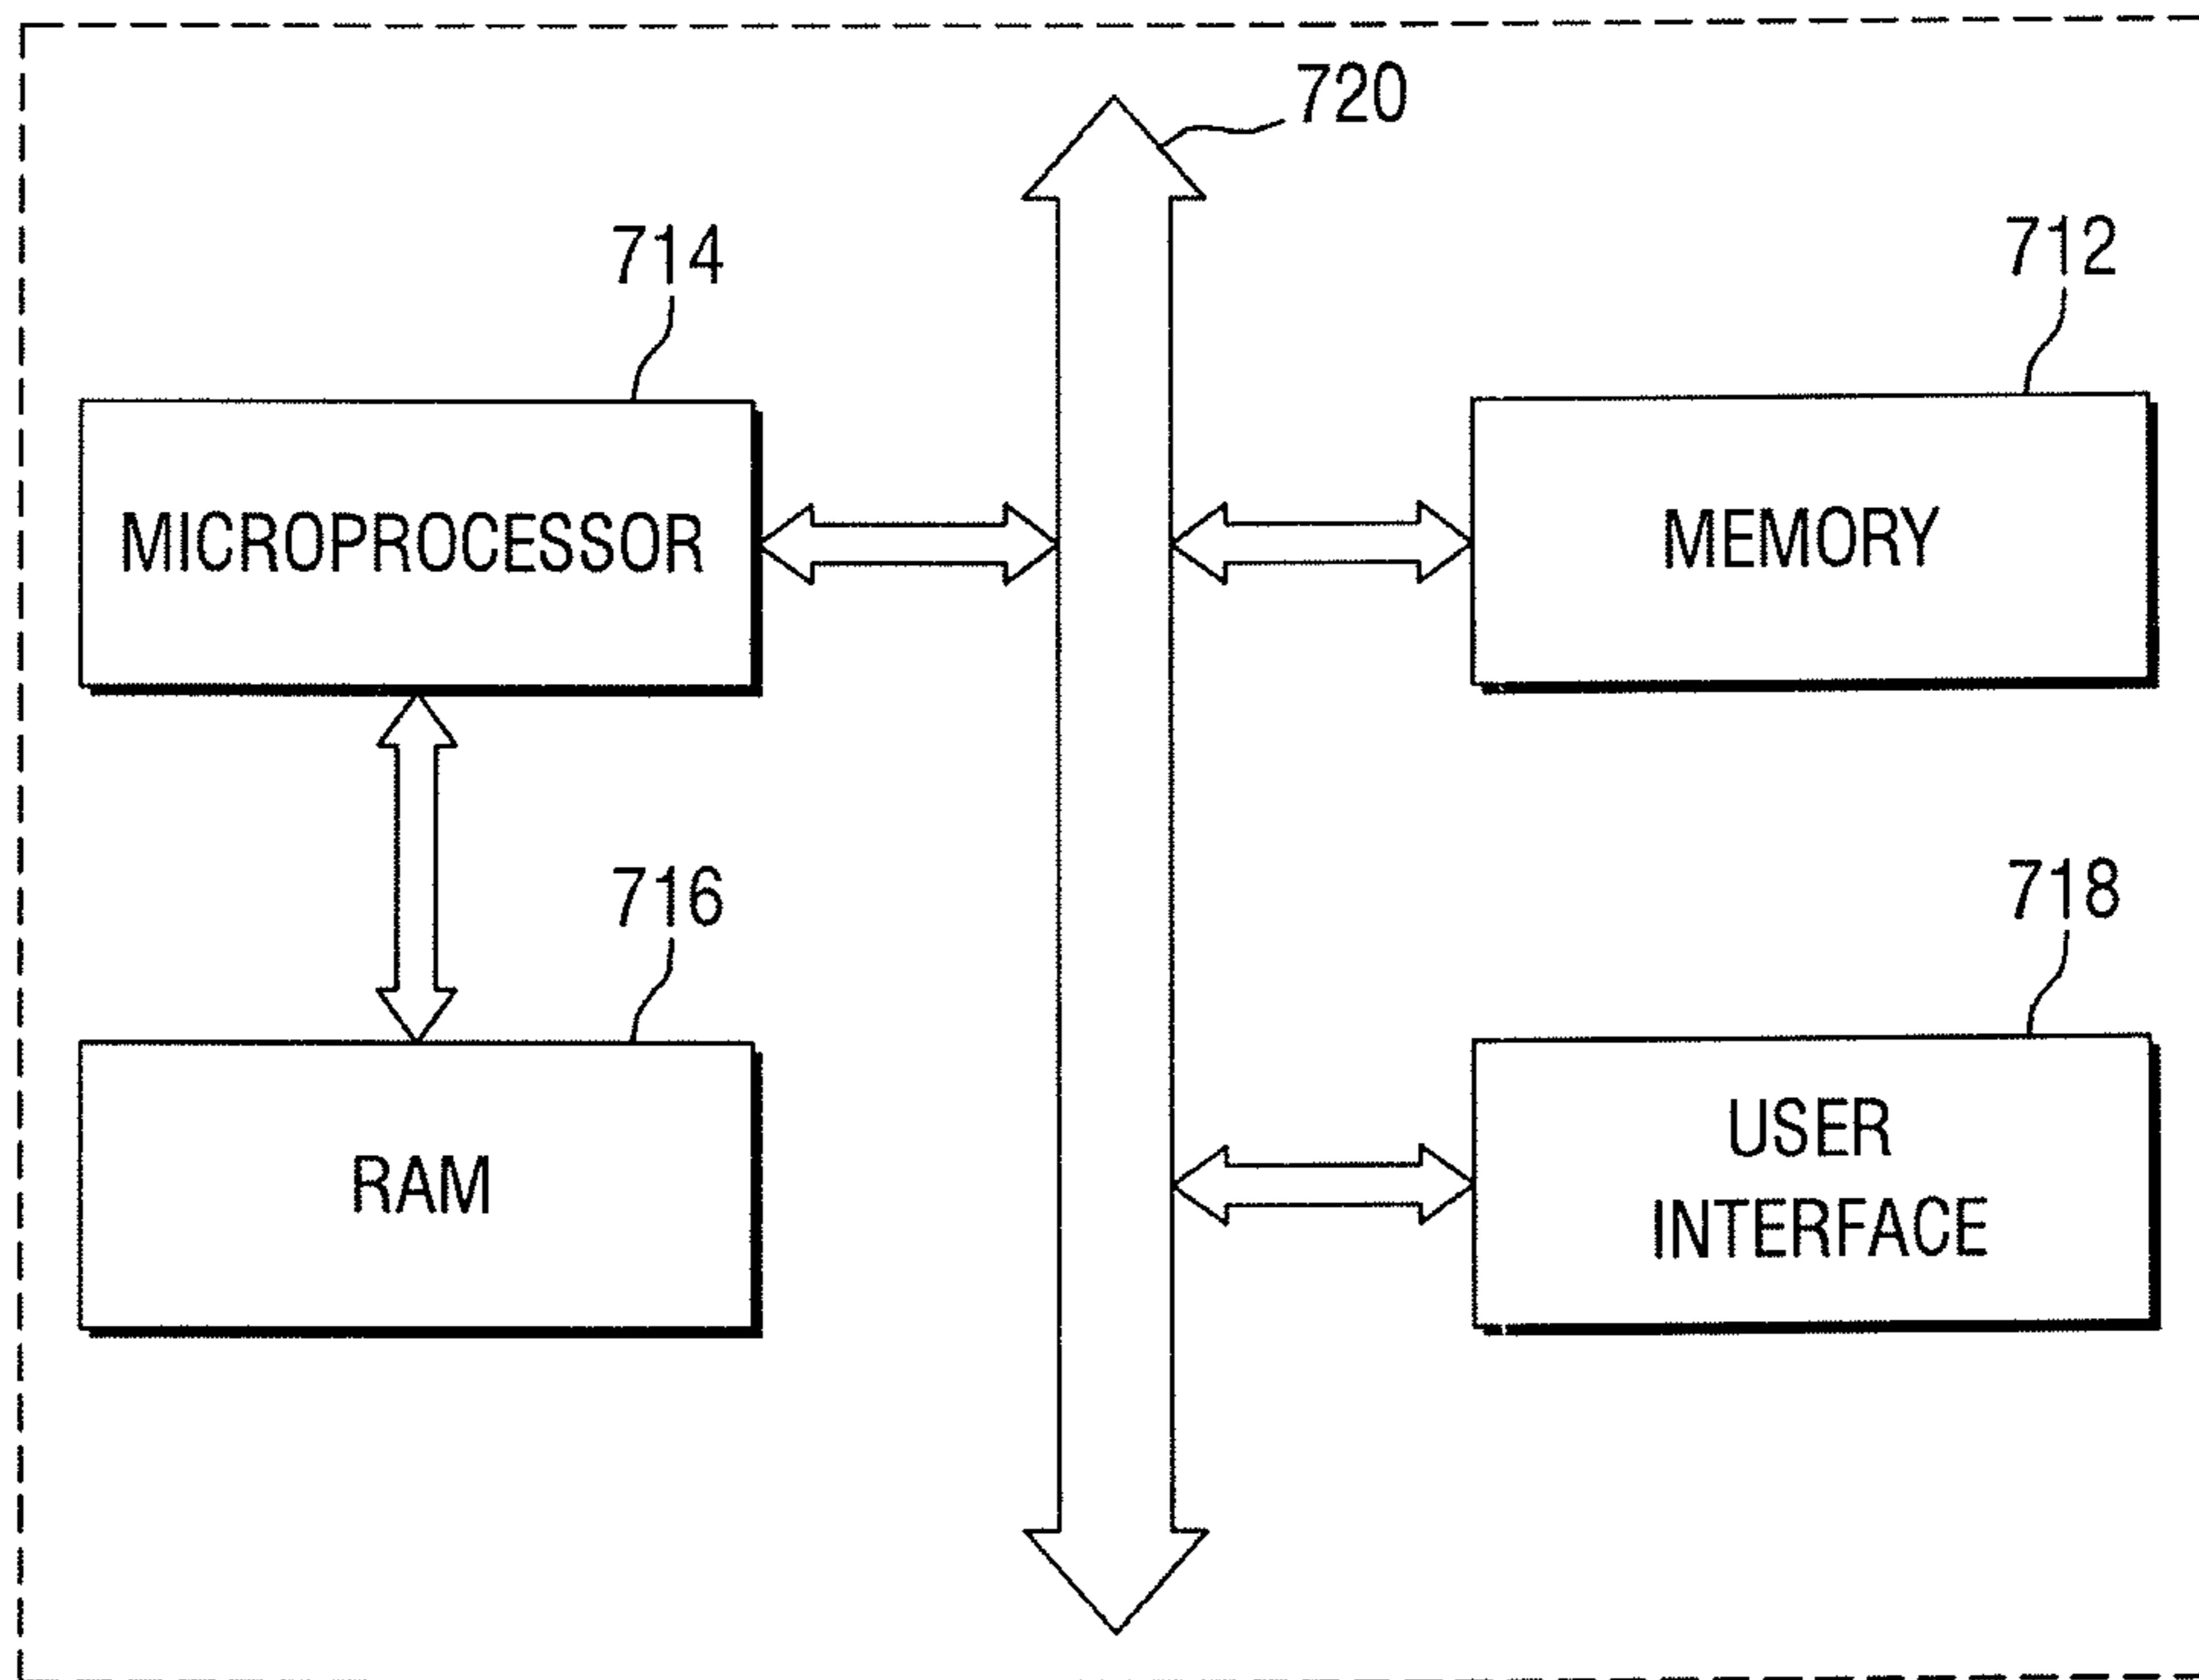 720
714
712
MICROPROCESSOR
MEMORY
716
718
RAM
USER
INTERFACE